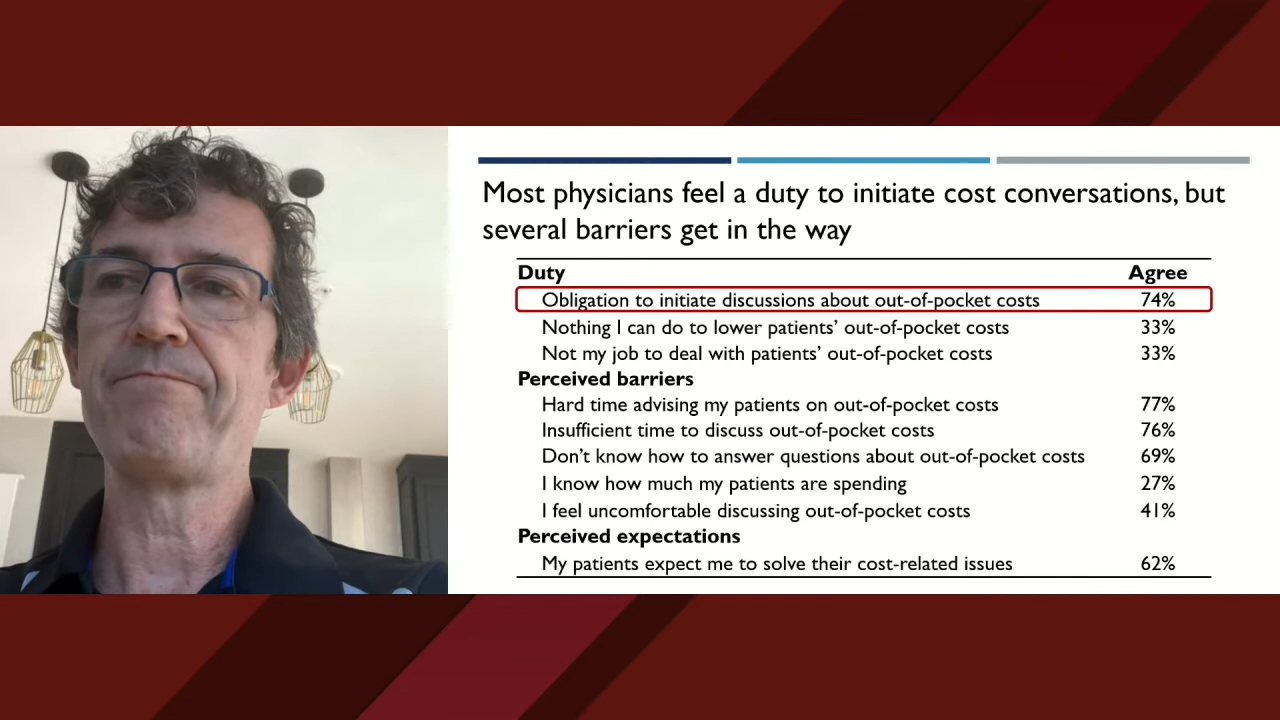 Most physicians feel a duty to initiate cost conversations, but
several barriers get in the way
Duty Agree
Obligation to initiate discussions about out-of-pocket costs 74%
Nothing I can do to lower patients’ out-of-pocket costs 33%
Not my job to deal with patients’ out-of-pocket costs 33%
Perceived barriers
Hard time advising my patients on out-of-pocket costs 77%
Insufficient time to discuss out-of-pocket costs 76%
Don’t know how to answer questions about out-of-pocket costs 69%
I know how much my patients are spending 27%
I feel uncomfortable discussing out-of-pocket costs 41%
Perceived expectations
My patients expect me to solve their cost-related issues 62%